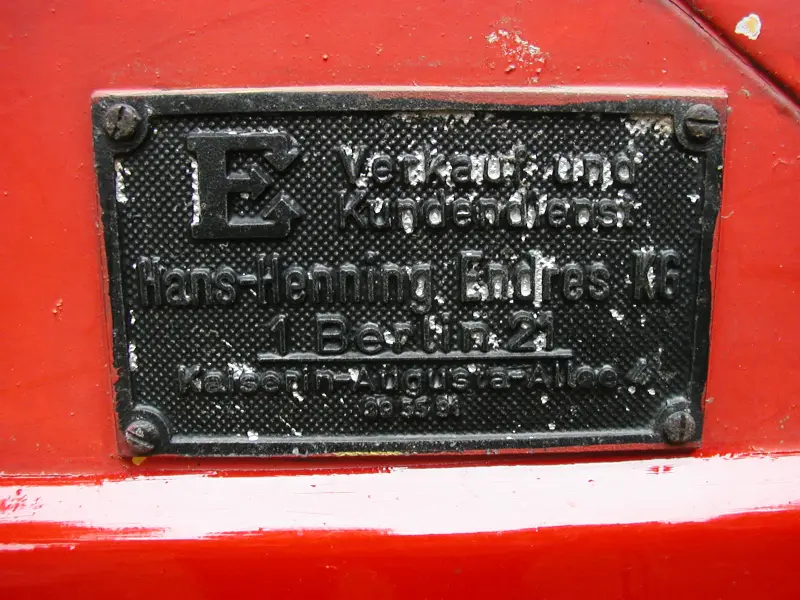 E
Verkauf und
Kundendienst
Hans-Henning Endres KG
1 Berlin 21
Kaiserin-Augusta-Allee